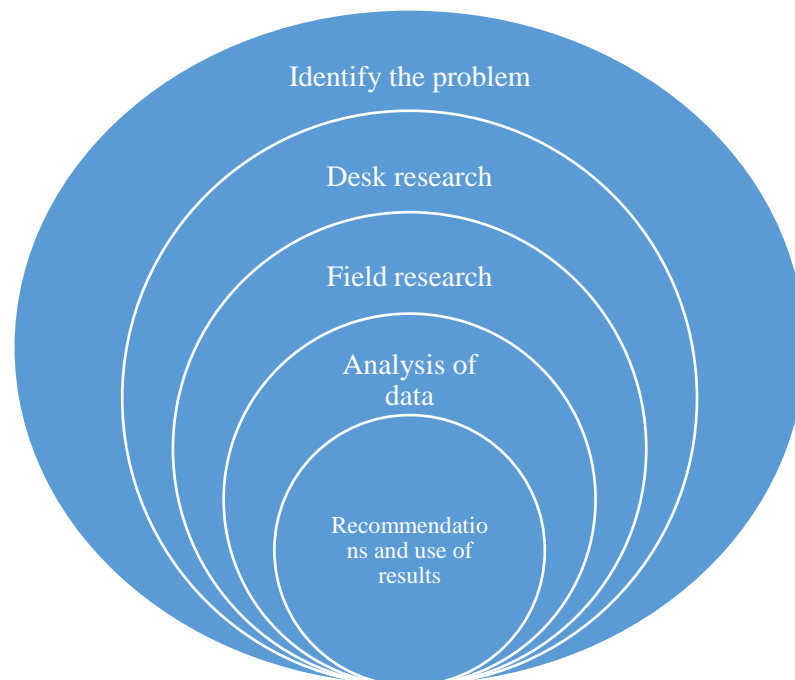 Identify the problem
Desk research
Field research
Analysis of
data
Recommendatio
ns and use of
results